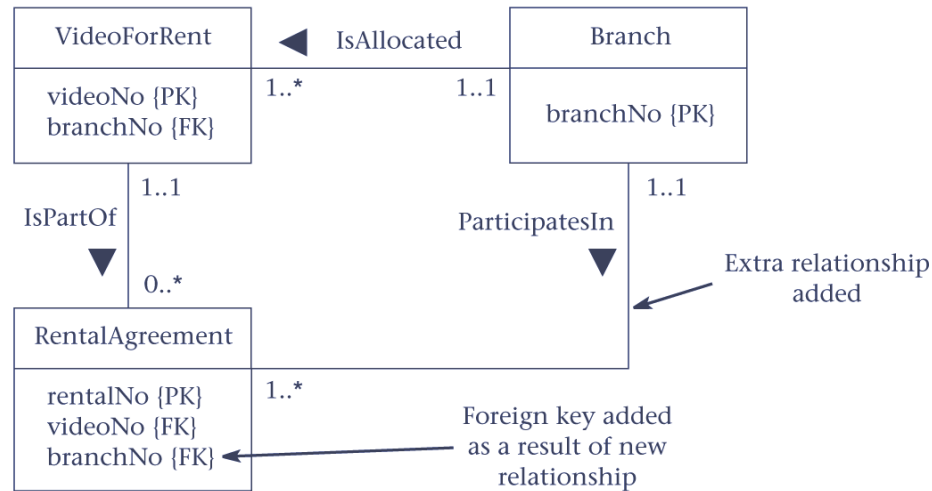 VideoForRent
IsAllocated
Branch
videoNo {PK}
branchNo {FK}
1..*
1..1
branchNo {PK}
1..1
1..1
IsPartOf
ParticipatesIn
Extra relationship
added
0..*
RentalAgreement
rentalNo {PK}
videoNo {FK}
branchNo {FK}
1..*
Foreign key added
as a result of new
relationship